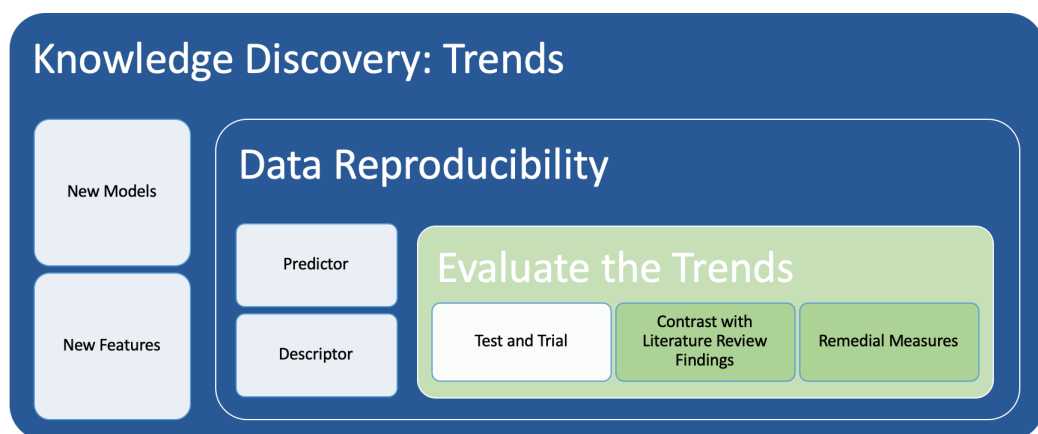 Knowledge Discovery: Trends
New Models
New Features
Data Reproducibility
Predictor
Descriptor
Evaluate the Trends
Test and Trial
Contrast with
Literature Review
Findings
Remedial Measures